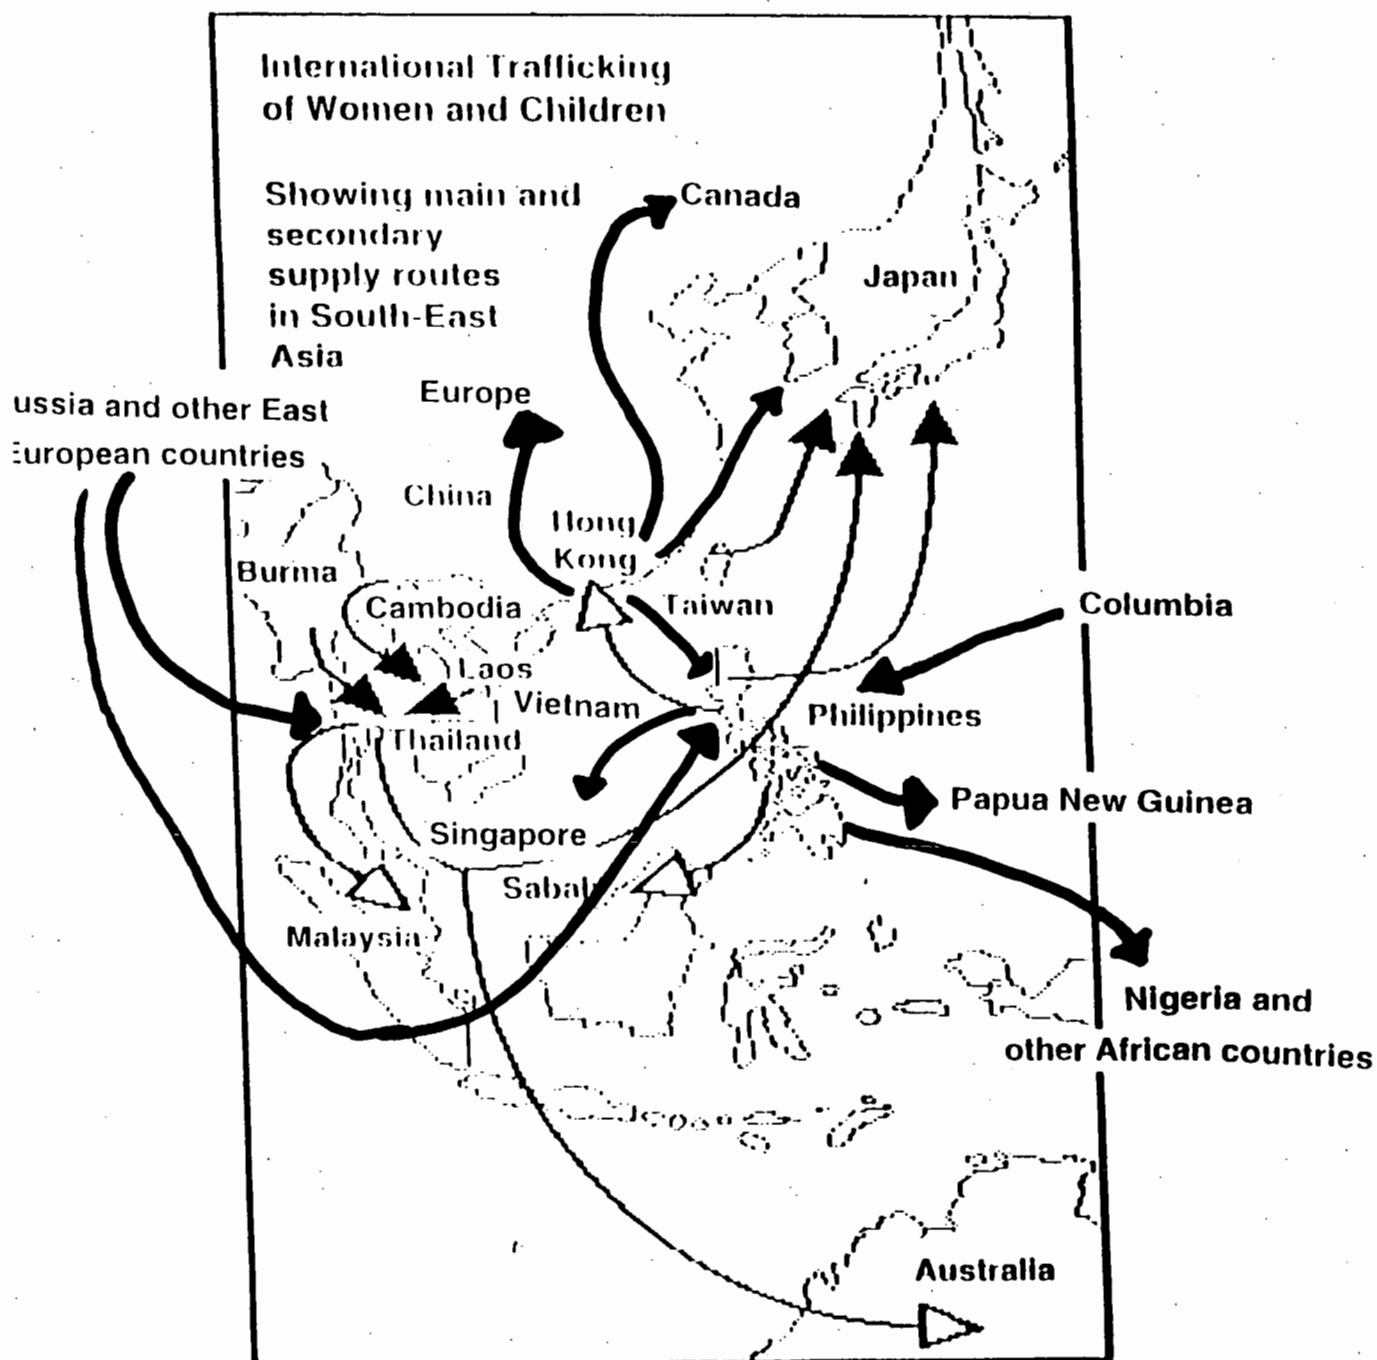 International Trafficking
of Women and Children
Showing main and
secondary
supply routes
in South-East
Asia
Canada
Japan
Europe
ussia and other East
European countries
China
Hong
Kong
Burma
Cambodia
Taiwan
Columbia
Laos
Vietnam
Philippines
Thailand
Papua New Guinea
Singapore
Sabah
Malaysia
Nigeria and
other African countries
Australia